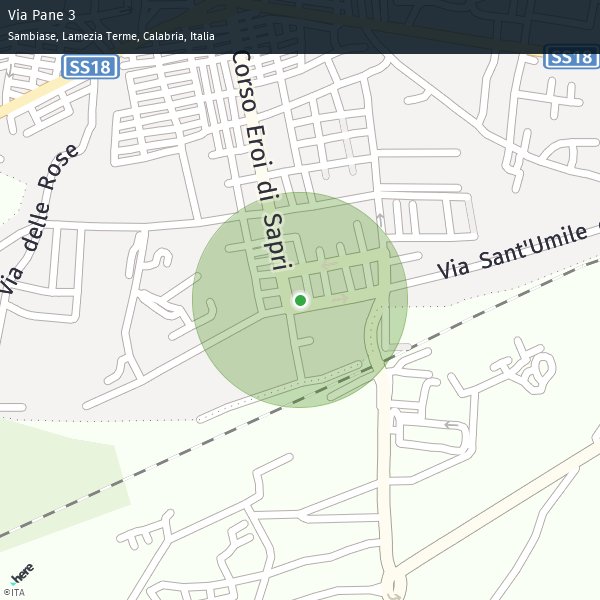 Via Pane 3
Sambiase, Lamezia Terme, Calabria, Italia
SS18
SS18
Corso Eroi di Sapri
Via delle Rose
Via Sant'Umile
here
©ITA